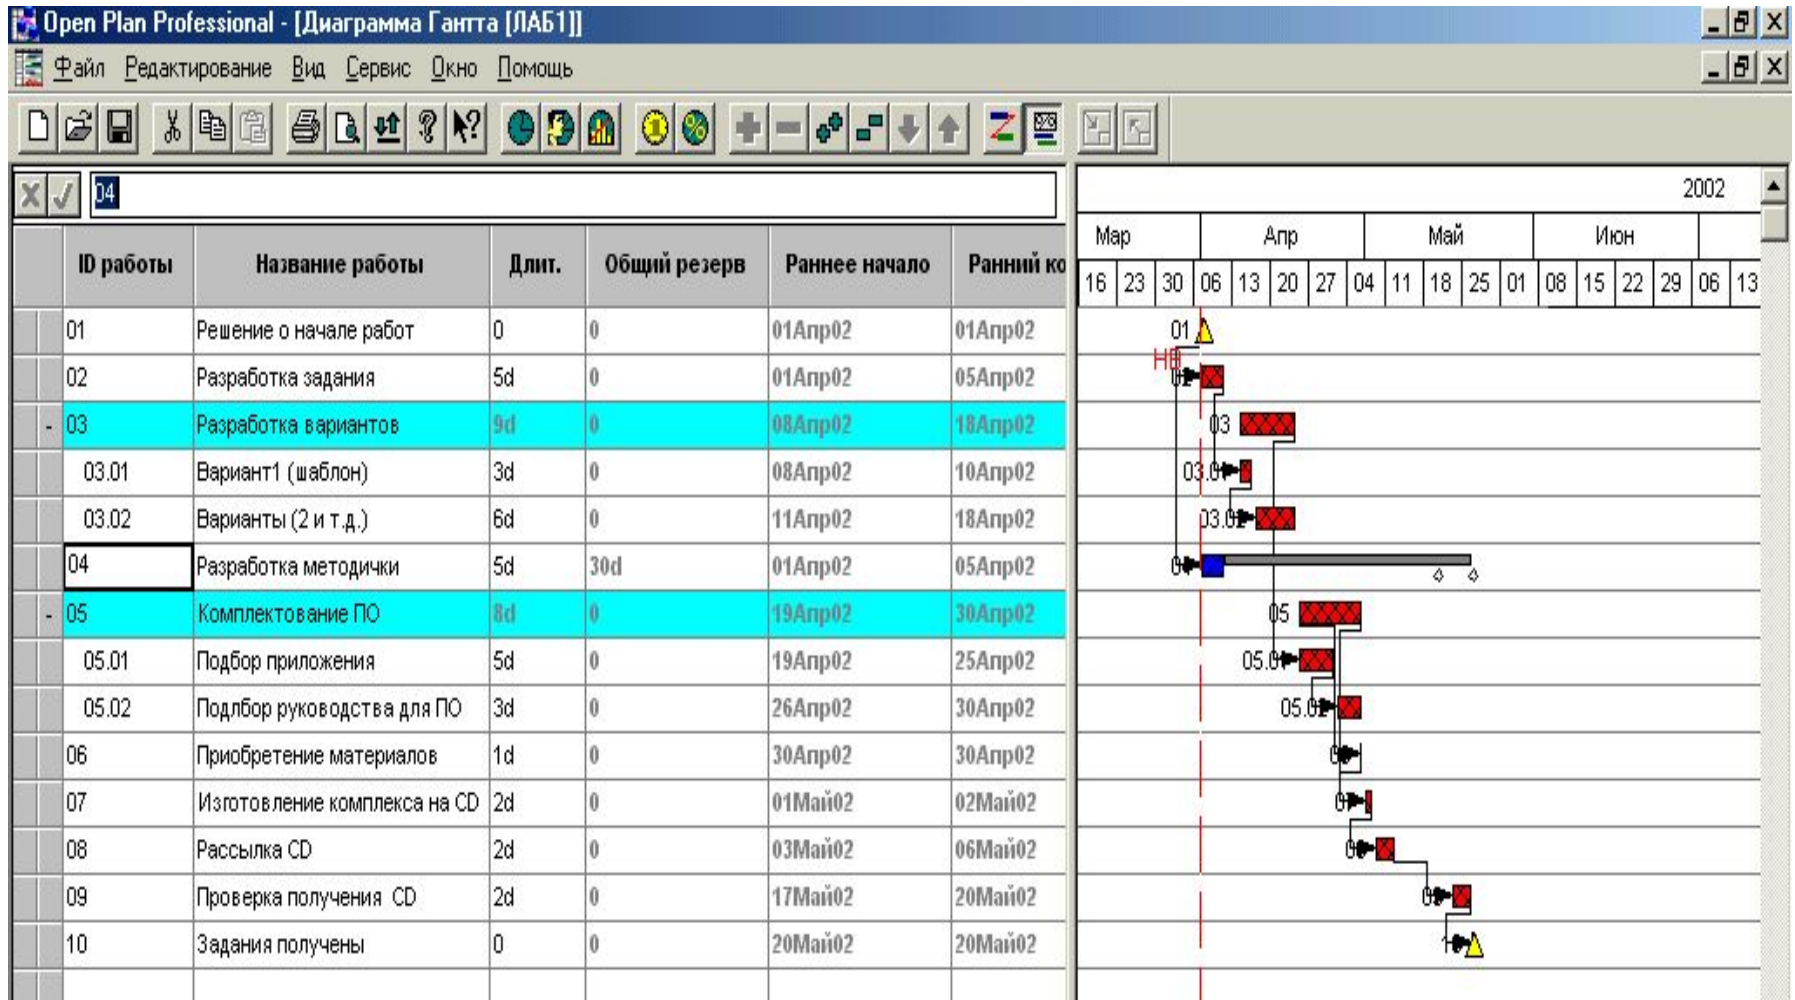 Open Plan Professional - [Диаграмма Гантта [ЛАБ1]]
Файл Редактирование Вид Сервис Окно Помощь
04
2002
Мар Апр Май Июн
ID работы Название работы Длит. Общий резерв Раннее начало Ранний ко
16 23 30 06 13 20 27 04 11 18 25 01 08 15 22 29 06 13
01 Решение о начале работ 0 0 01Апр02 01Апр02 01
02 Разработка задания 5d 0 01Апр02 05Апр02
- 03 Разработка вариантов 9d 0 08Апр02 18Апр02 03
03.01 Вариант1 (шаблон) 3d 0 08Апр02 10Апр02
03.02 Варианты (2 и т.д.) 6d 0 11Апр02 18Апр02
04 Разработка методички 5d 30d 01Апр02 05Апр02
- 05 Комплектование ПО 8d 0 19Апр02 30Апр02 05
05.01 Подбор приложения 5d 0 19Апр02 25Апр02
05.02 Подлбор руководства для ПО 3d 0 26Апр02 30Апр02
06 Приобретение материалов 1d 0 30Апр02 30Апр02
07 Изготовление комплекса на CD 2d 0 01Май02 02Май02
08 Рассылка CD 2d 0 03Май02 06Май02
09 Проверка получения CD 2d 0 17Май02 20Май02
10 Задания получены 0 0 20Май02 20Май02